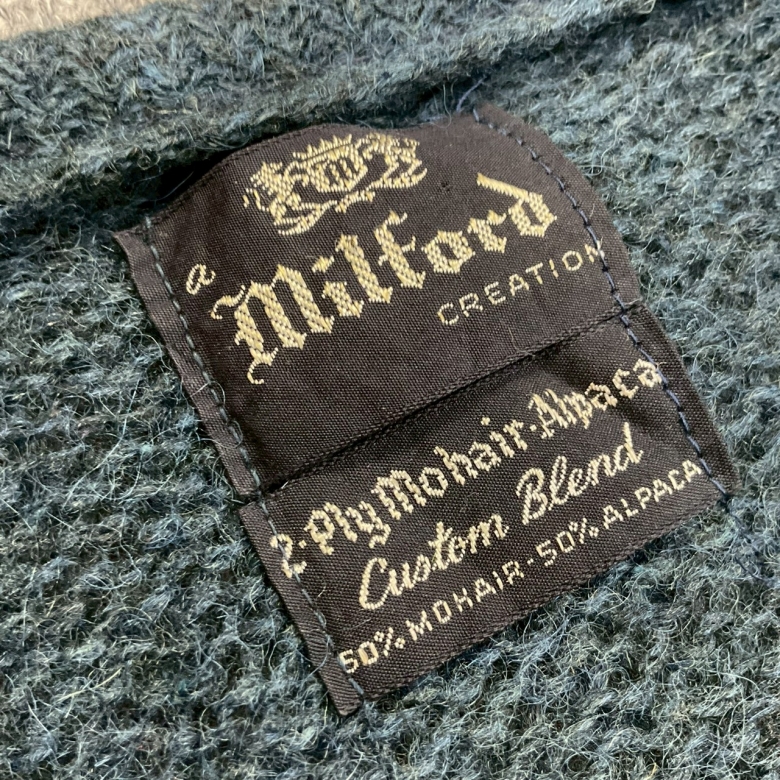 m
a Milford
CREATION
2-Ply Mohair-Alpaca
Custom Blend
50% MOHAIR-50% ALPACA